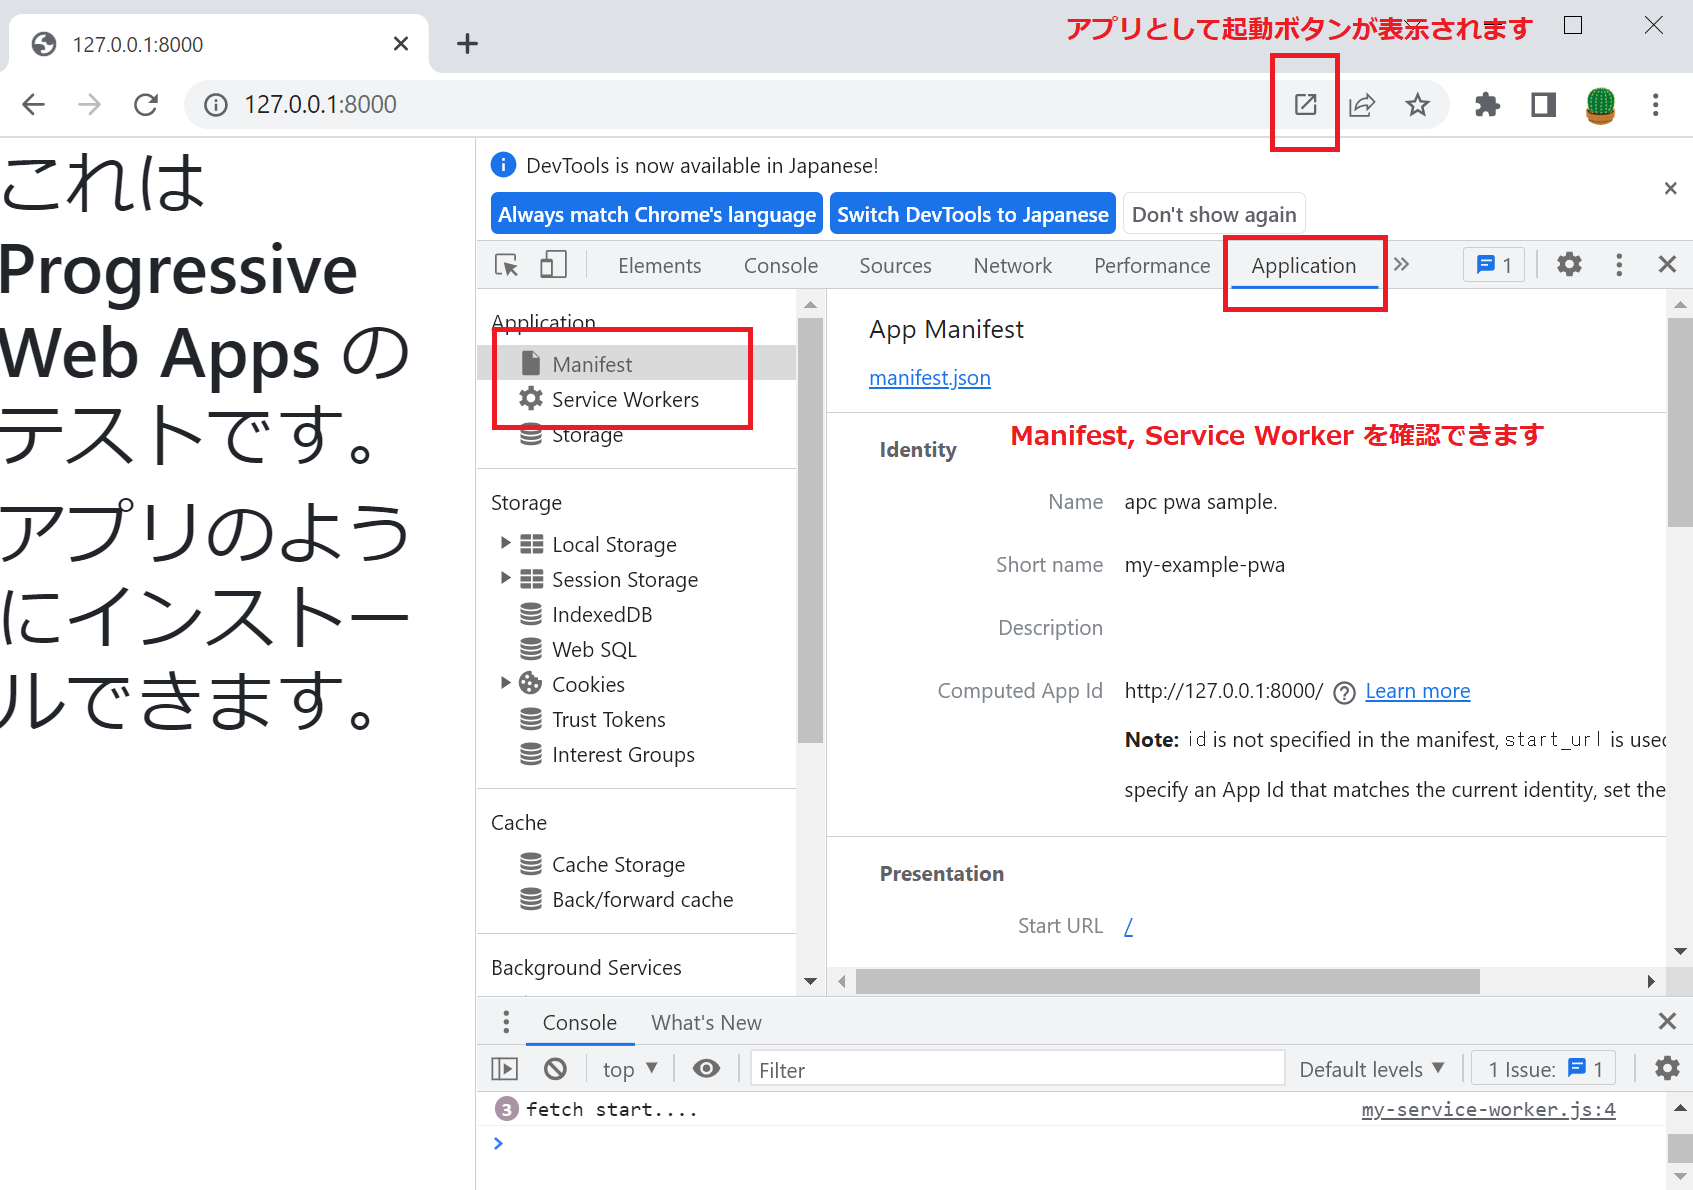 アプリとして起動ボタンが表示されます
127.0.0.1:8000
127.0.0.1:8000
これは
Progressive
Web Apps の
テストです。
アプリのよう
にインストー
ルできます。
DevTools is now available in Japanese!
Always match Chrome's language
Switch DevTools to Japanese
Don't show again
Elements
Console
Sources
Network
Performance
Application
1
Application
Manifest
Service Workers
Storage
Storage
Local Storage
Session Storage
IndexedDB
Web SQL
Cookies
Trust Tokens
Interest Groups
Cache
Cache Storage
Back/forward cache
Background Services
App Manifest
manifest.json
Manifest, Service Worker を確認できます
Identity
Name apc pwa sample.
Short name my-example-pwa
Description
Computed App Id http://127.0.0.1:8000/ Learn more
Note: id is not specified in the manifest, start_url is used
specify an App Id that matches the current identity, set the
Presentation
Start URL /
Console
What's New
top
Filter
Default levels
1 Issue: 1
3 fetch start....
my-service-worker.js:4